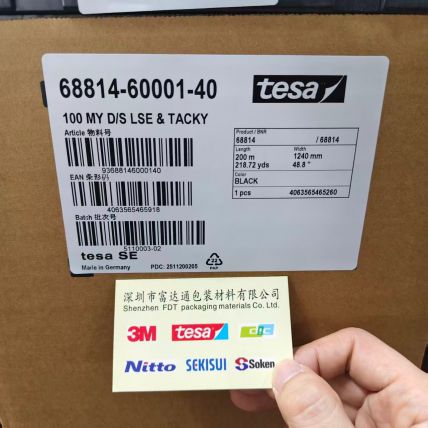 68814-60001-40
tesa
100 MY D/S LSE & TACKY
Article 物料号
93688146000140
EAN 条形码
4063565465918
Batch 批次号
5110003-02
tesa SE
Made in Germany
PDC: 2511200205
Product / BNR
68814 / 68814
Length Width
200 m 1240 mm
218.72 yds 48.8 "
Color
BLACK
1 pcs 4063565465260
21
PAP
深圳市富达通包装材料有限公司
Shenzhen FDT packaging materials Co. Ltd.
3M tesa dic
Nitto SEKISUI Soken